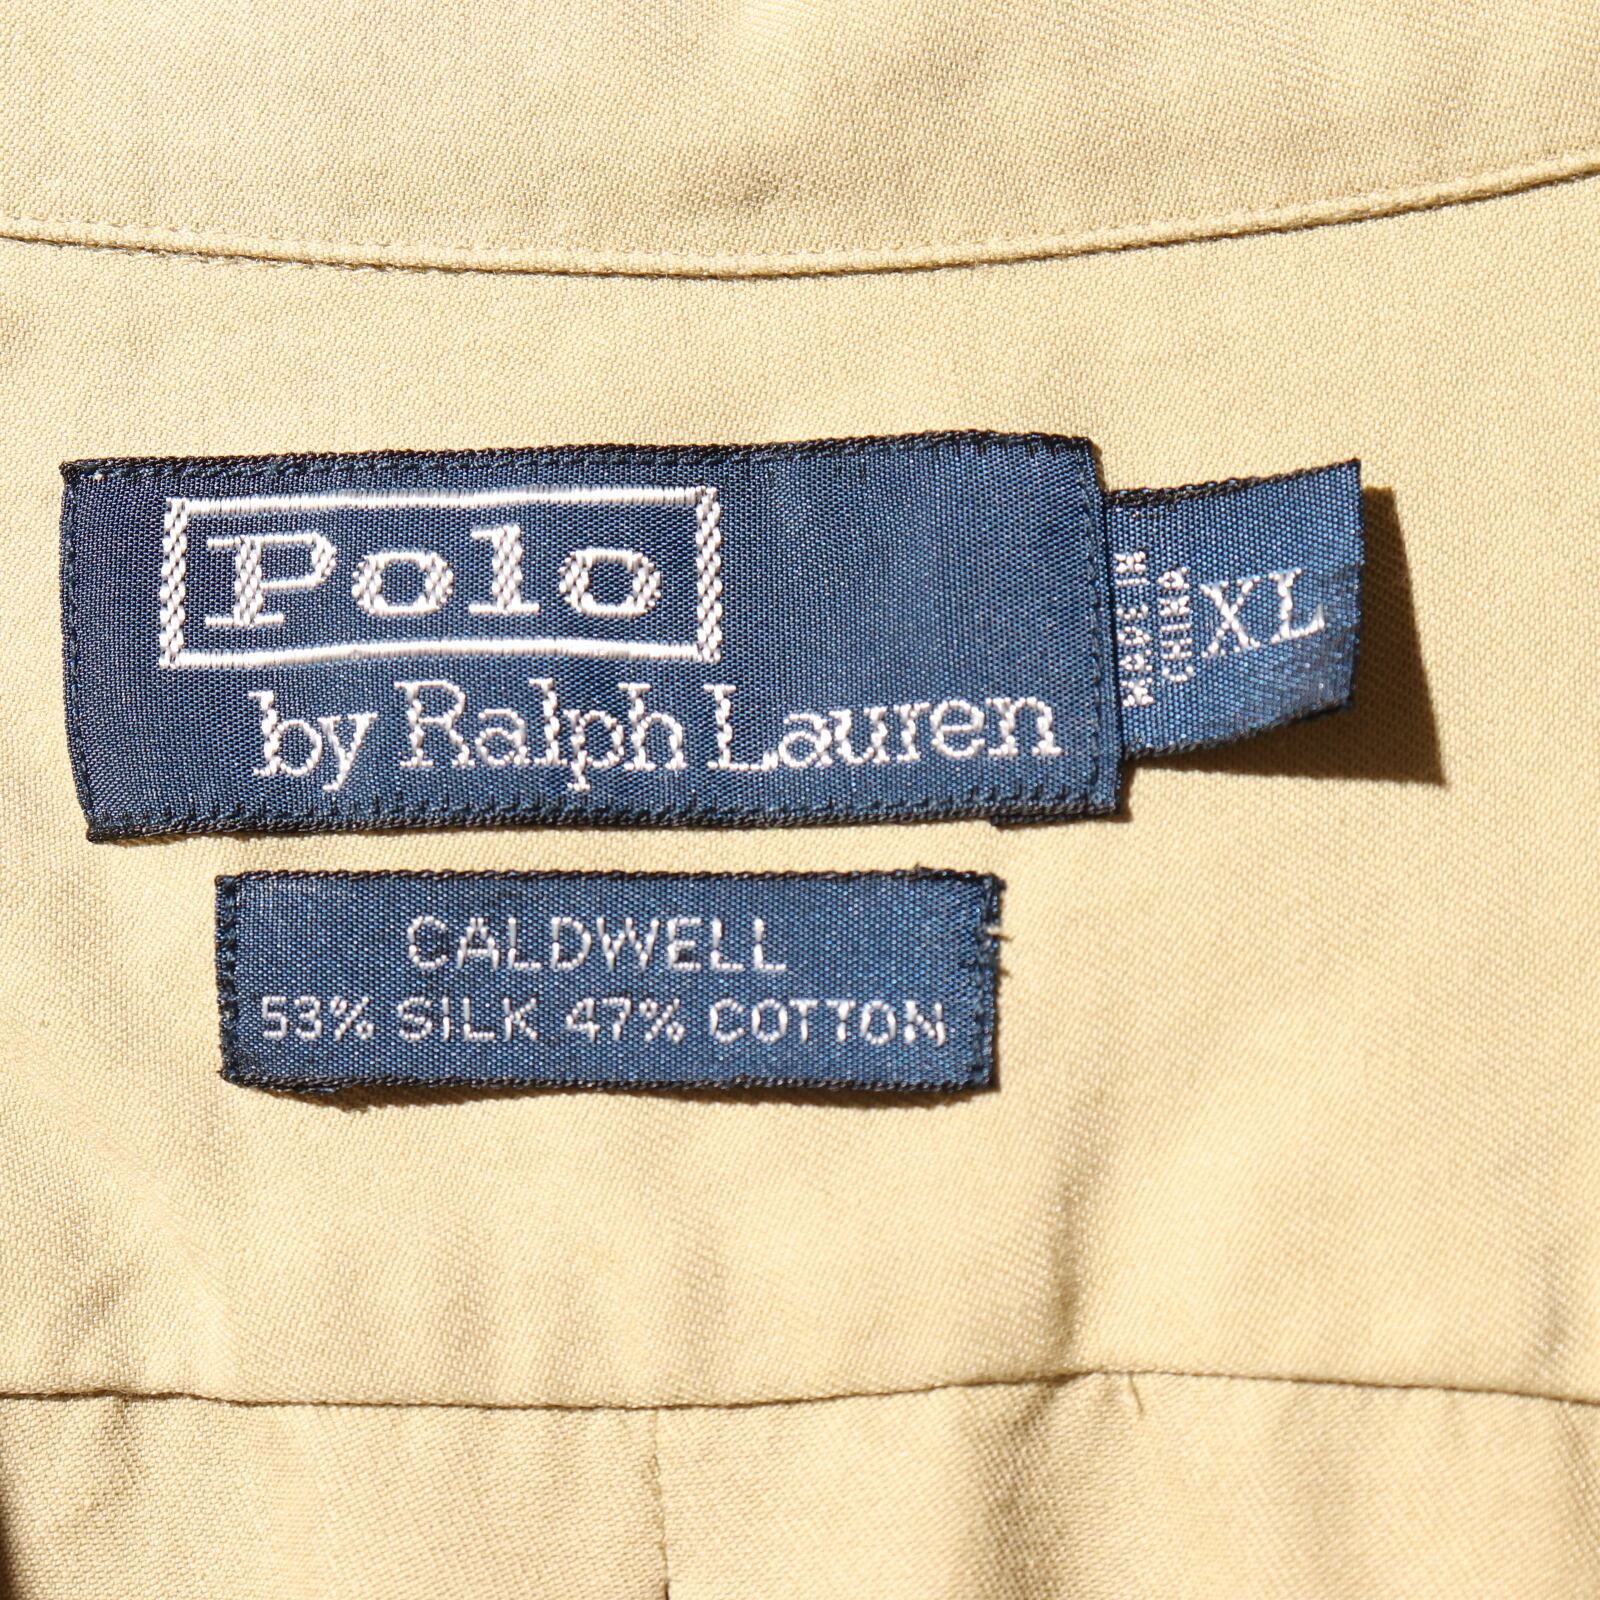 Polo
by Ralph Lauren
MADE IN
CHINA
XL
CALDWELL
53% SILK 47% COTTON